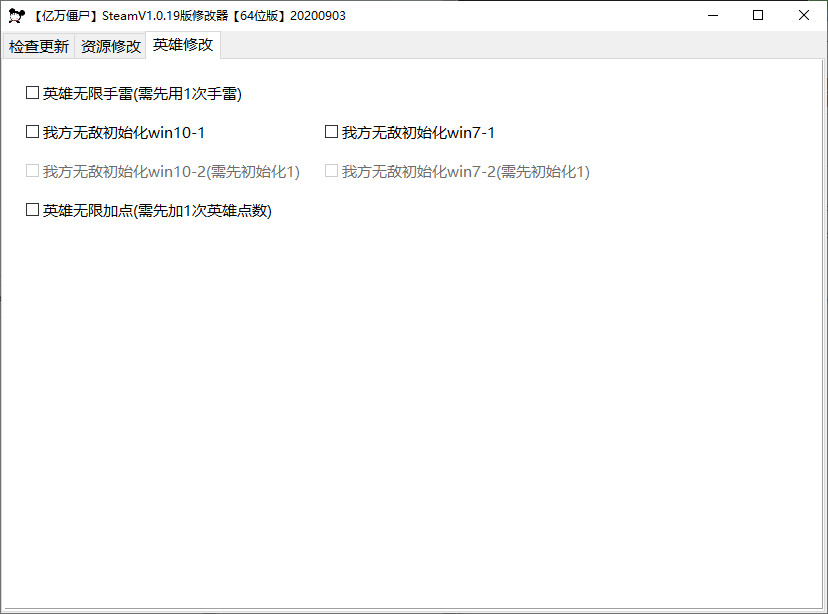 【亿万僵尸】SteamV1.0.19版修改器【64位版】20200903
检查更新 资源修改 英雄修改
英雄无限手雷(需先用1次手雷)
我方无敌初始化win10-1 我方无敌初始化win7-1
我方无敌初始化win10-2(需先初始化1) 我方无敌初始化win7-2(需先初始化1)
英雄无限加点(需先加1次英雄点数)